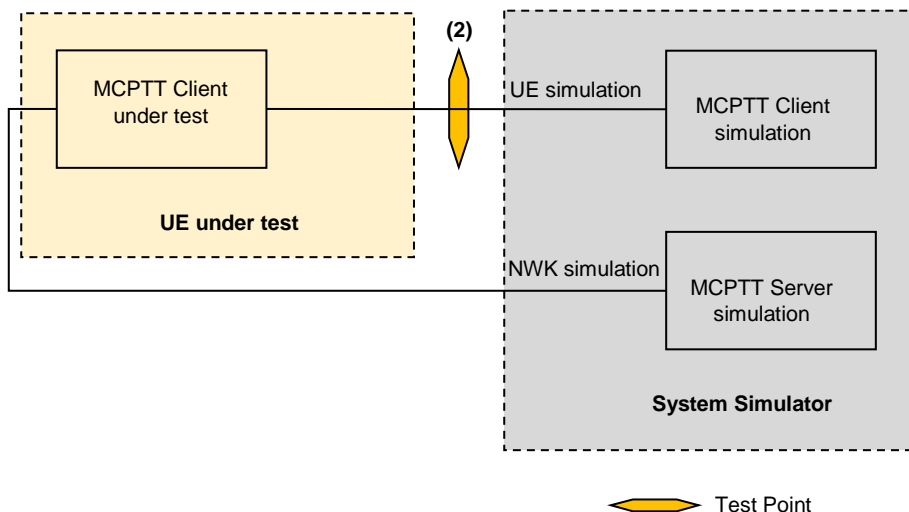 (2)
MCPTT Client
under test
UE simulation
MCPTT Client
simulation
UE under test
NWK simulation
MCPTT Server
simulation
System Simulator
Test Point